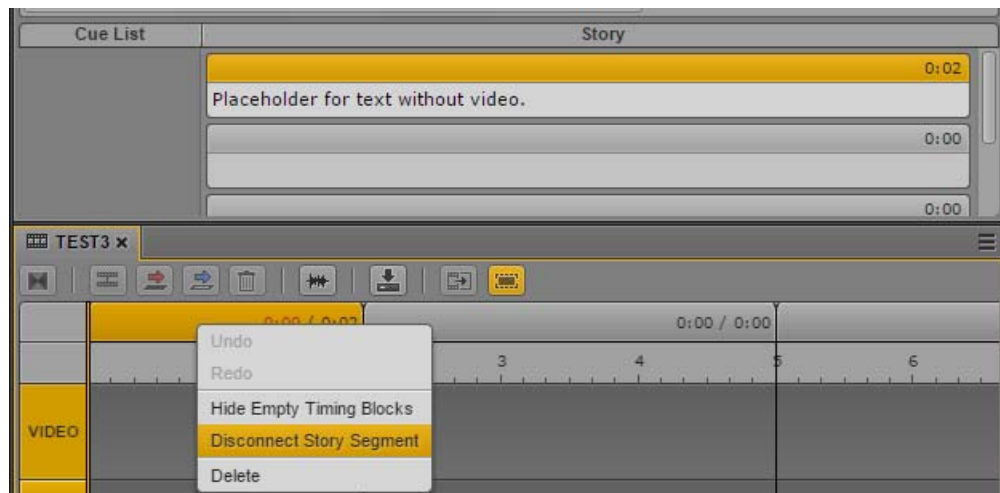 Cue List Story
0:02
Placeholder for text without video.
0:00
0:00
TEST3 ×
0:00 / 0:02 0:00 / 0:00
Undo
3 4 5 6
Redo
Hide Empty Timing Blocks
VIDEO
Disconnect Story Segment
Delete